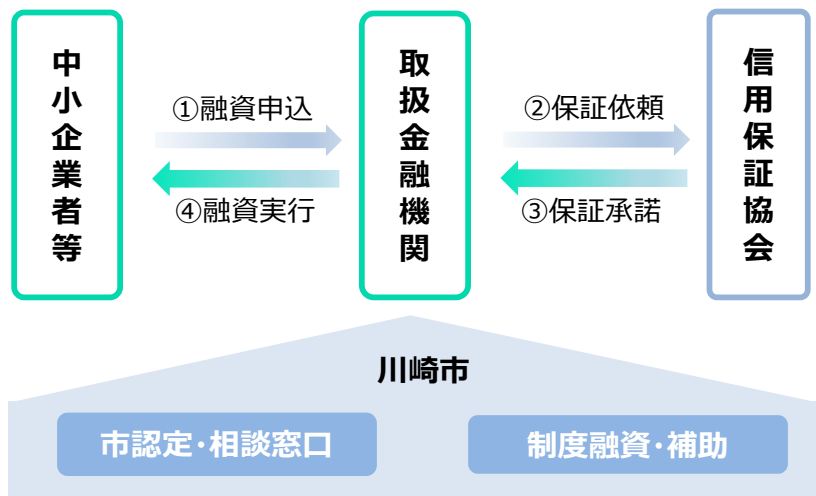 中小企業者等
①融資申込
④融資実行
取扱金融機関
②保証依頼
③保証承諾
信用保証協会
川崎市
市認定・相談窓口
制度融資・補助